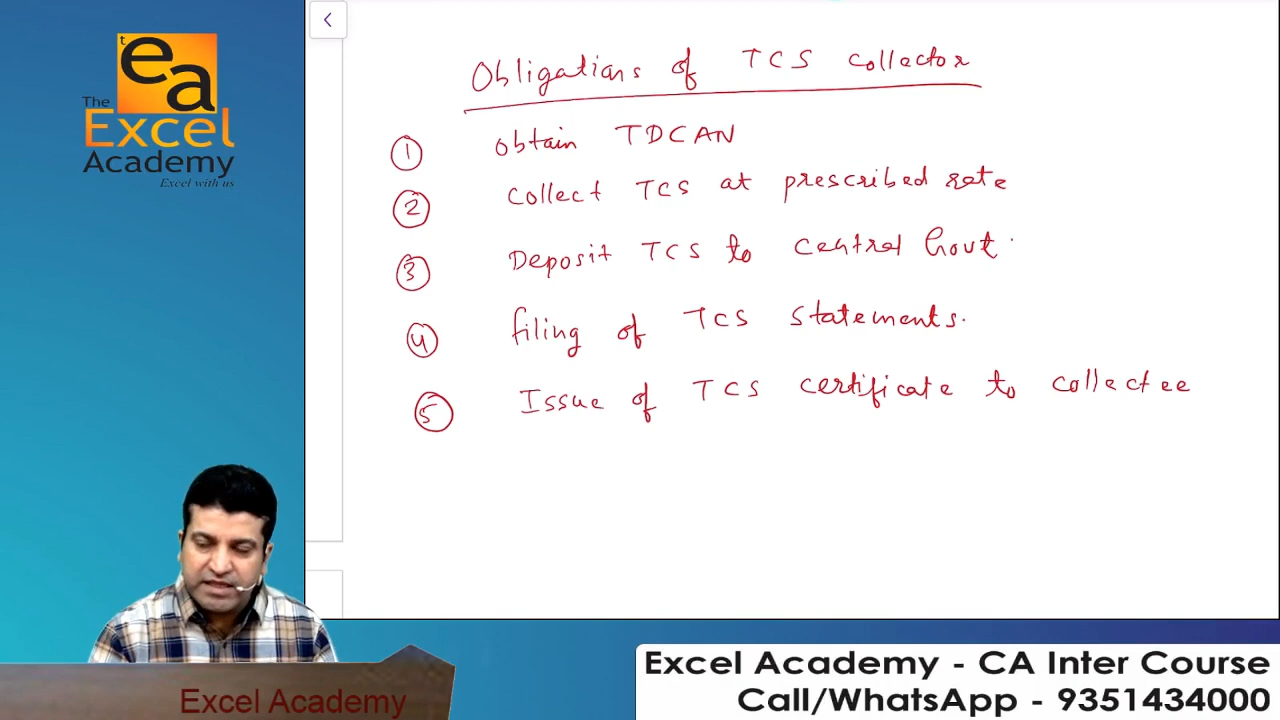 t
ea
The
Excel
Academy
Excel with us
<
Obligations of TCS collector
1 obtain TDCAN
2 collect TCS at prescribed rate
3 Deposit TCS to central Govt.
4 filing of TCS statements.
5 Issue of TCS certificate to collectee
Excel Academy
Excel Academy - CA Inter Course
Call/WhatsApp - 9351434000